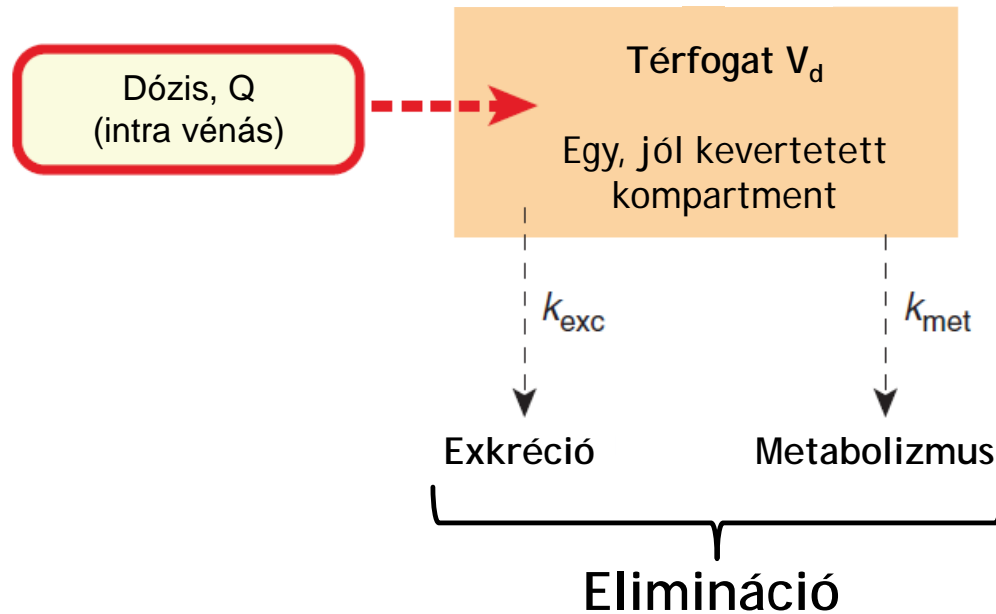 Dózis, Q
(intra vénás)
Térfogat Vd
Egy, jól kevertetett
kompartment
kexc
kmet
Exkréció
Metabolizmus
Elimináció